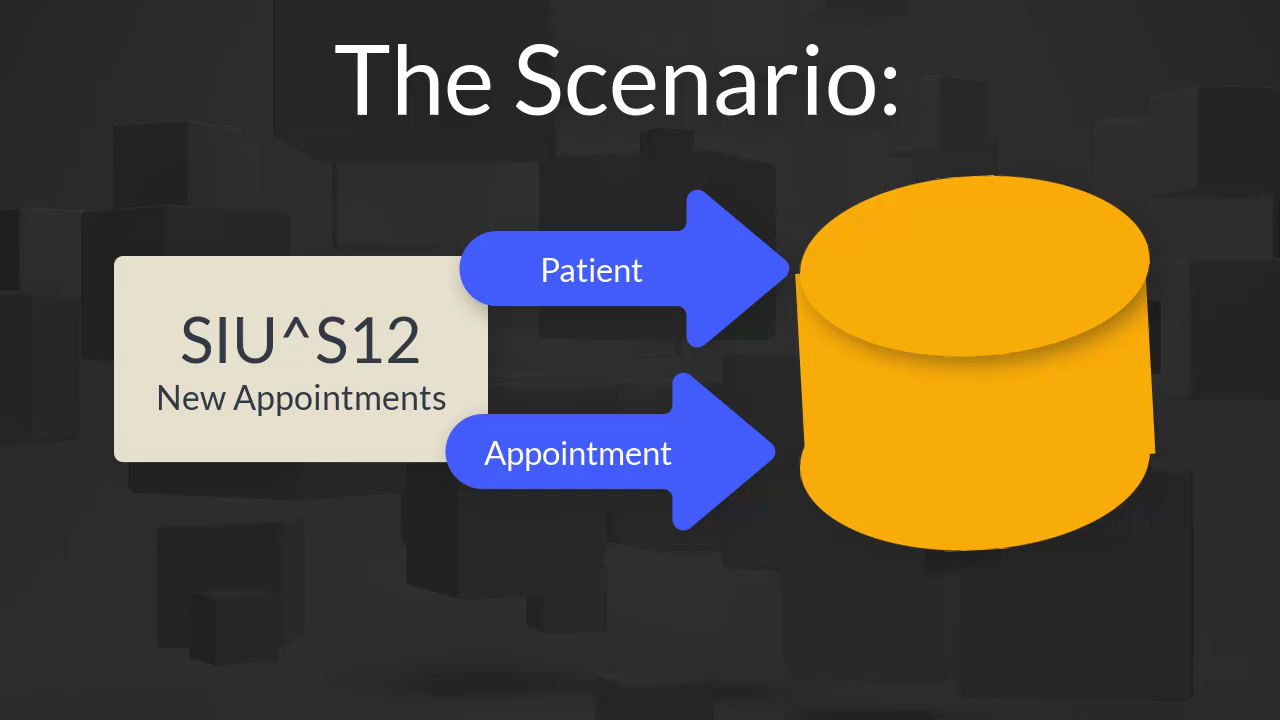 The Scenario:
SIU^S12
New Appointments
Patient
Appointment